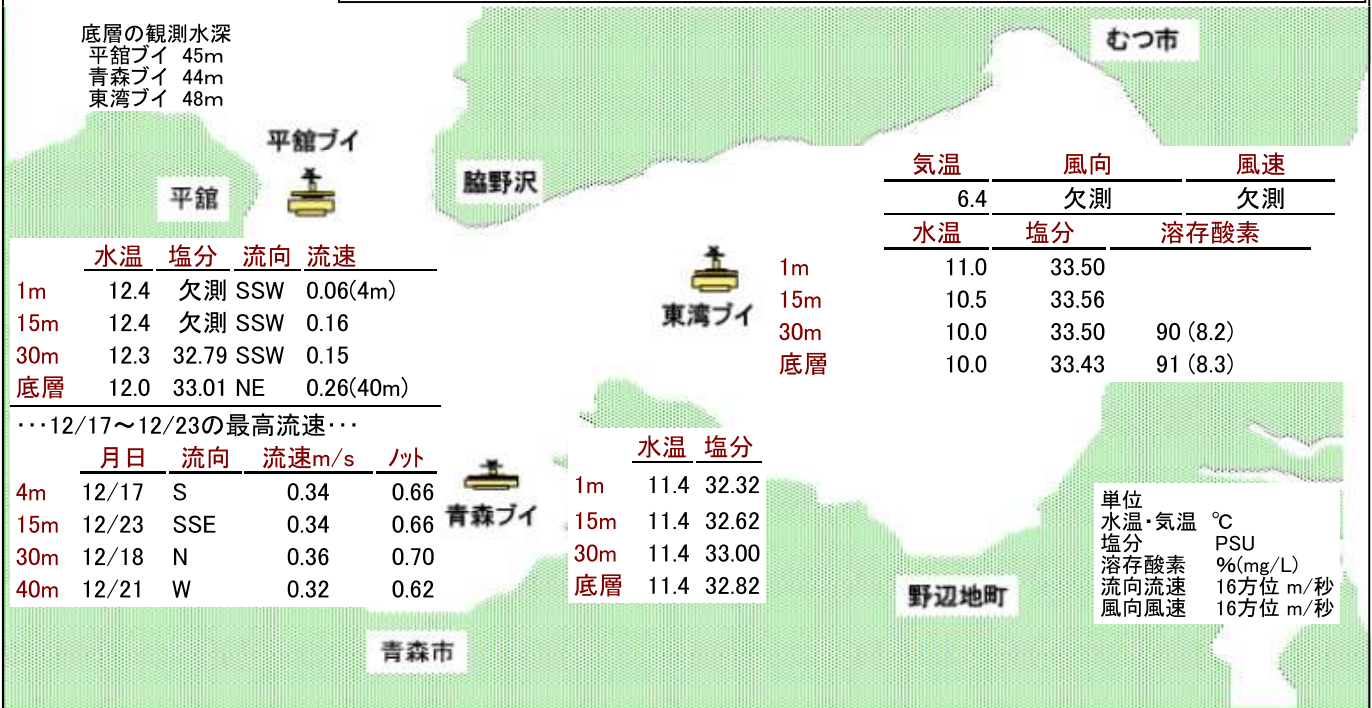 底層の観測水深
平舘ブイ 45m
青森ブイ 44m
東湾ブイ 48m
むつ市
平舘ブイ
脇野沢
平舘
気温 風向 風速
6.4 欠測 欠測
水温 塩分 溶存酸素
1m 11.0 33.50
15m 10.5 33.56
30m 10.0 33.50 90 (8.2)
底層 10.0 33.43 91 (8.3)
東湾ブイ
水温 塩分 流向 流速
1m 12.4 欠測 SSW 0.06(4m)
15m 12.4 欠測 SSW 0.16
30m 12.3 32.79 SSW 0.15
底層 12.0 33.01 NE 0.26(40m)
･･･12/17～12/23の最高流速･･･
月日 流向 流速m/s ﾉｯﾄ
4m 12/17 S 0.34 0.66
15m 12/23 SSE 0.34 0.66
30m 12/18 N 0.36 0.70
40m 12/21 W 0.32 0.62
青森ブイ
水温 塩分
1m 11.4 32.32
15m 11.4 32.62
30m 11.4 33.00
底層 11.4 32.82
単位
水温・気温 ℃
塩分 PSU
溶存酸素 %(mg/L)
流向流速 16方位 m/秒
風向風速 16方位 m/秒
野辺地町
青森市